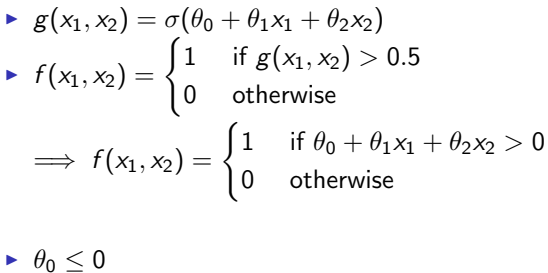 ▶ g(x₁, x₂) = σ(θ₀ + θ₁x₁ + θ₂x₂)
▶ f(x₁, x₂) = { 1 if g(x₁, x₂) > 0.5
0 otherwise
⟹ f(x₁, x₂) = { 1 if θ₀ + θ₁x₁ + θ₂x₂ > 0
0 otherwise
▶ θ₀ ≤ 0